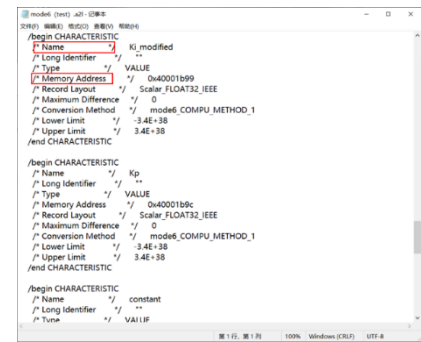 mode6 (test) .a2l - 记事本
文件(F) 编辑(E) 格式(O) 查看(V) 帮助(H)
/begin CHARACTERISTIC
/* Name */ Ki_modified
/* Long Identifier */ ""
/* Type */ VALUE
/* Memory Address */ 0x40001b99
/* Record Layout */ Scalar_FLOAT32_IEEE
/* Maximum Difference */ 0
/* Conversion Method */ mode6_COMPU_METHOD_1
/* Lower Limit */ -3.4E+38
/* Upper Limit */ 3.4E+38
/end CHARACTERISTIC
/begin CHARACTERISTIC
/* Name */ Kp
/* Long Identifier */ ""
/* Type */ VALUE
/* Memory Address */ 0x40001b9c
/* Record Layout */ Scalar_FLOAT32_IEEE
/* Maximum Difference */ 0
/* Conversion Method */ mode6_COMPU_METHOD_1
/* Lower Limit */ -3.4E+38
/* Upper Limit */ 3.4E+38
/end CHARACTERISTIC
/begin CHARACTERISTIC
/* Name */ constant
/* Long Identifier */ ""
/* Type */ VALUE
第 1 行，第 1 列 100% Windows (CRLF) UTF-8